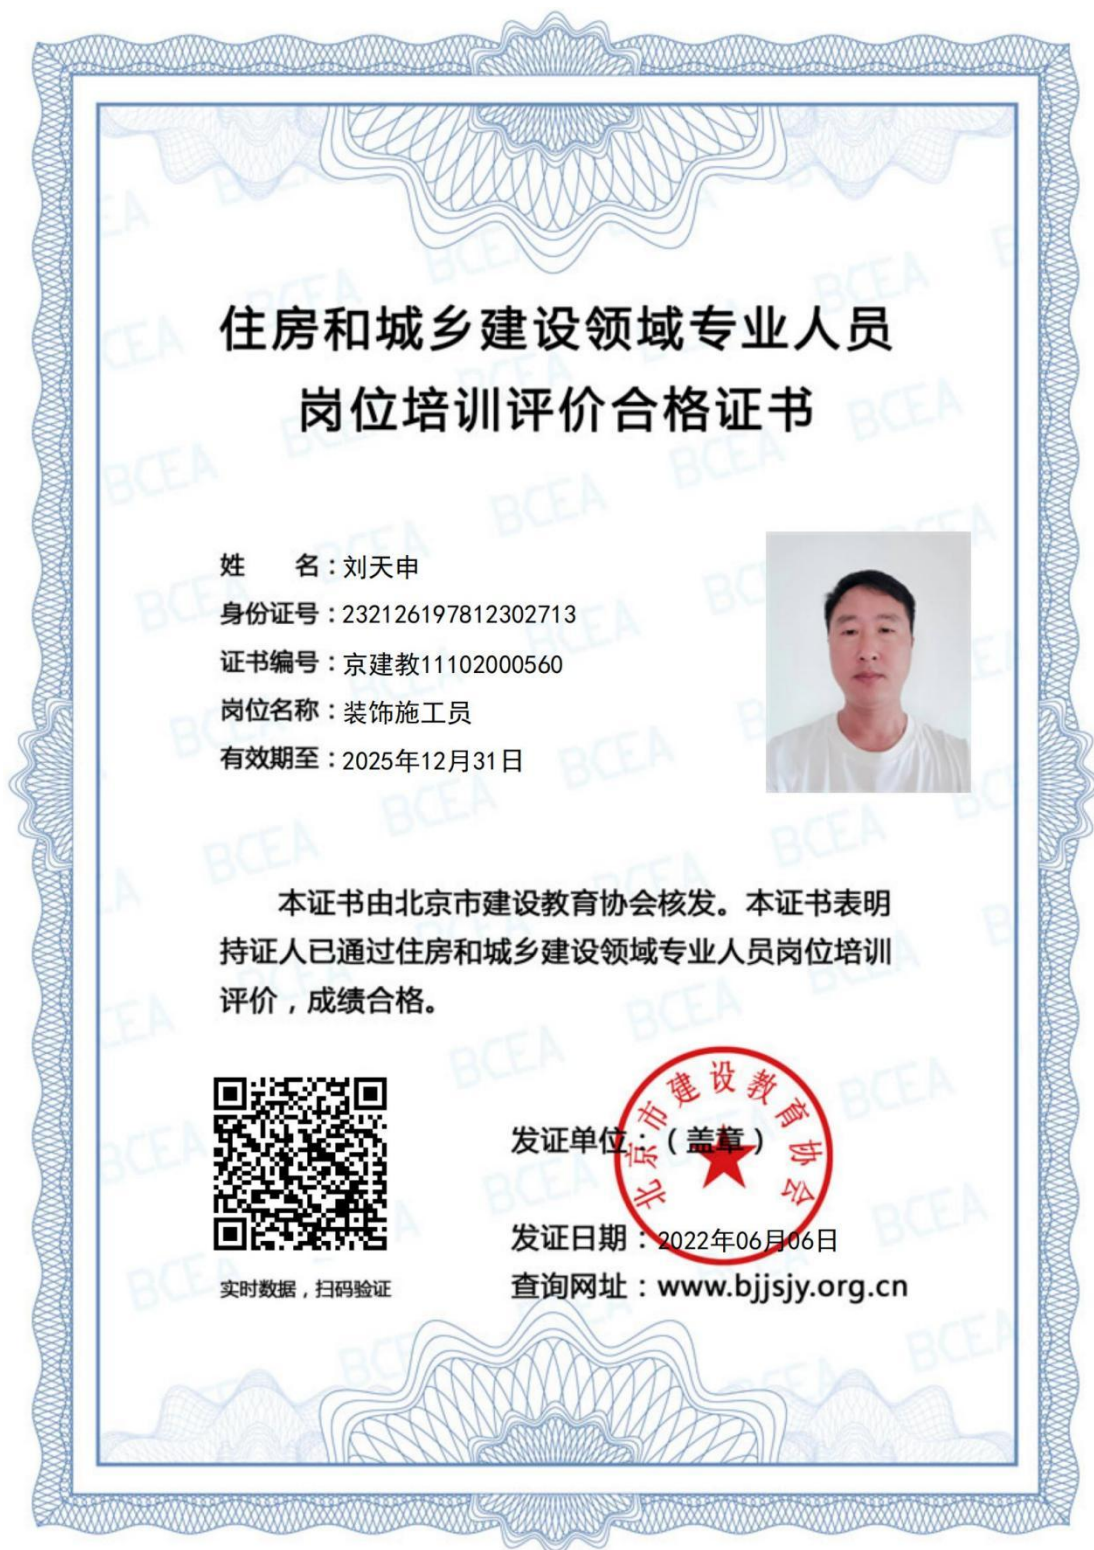 住房和城乡建设领域专业人员
岗位培训评价合格证书
姓 名：刘天申
身份证号：232126197812302713
证书编号：京建教11102000560
岗位名称：装饰施工员
有效期至：2025年12月31日
本证书由北京市建设教育协会核发。本证书表明
持证人已通过住房和城乡建设领域专业人员岗位培训
评价，成绩合格。
北京市建设教育协会
发证单位：（盖章）
发证日期：2022年06月06日
查询网址：www.bjjsjy.org.cn
实时数据，扫码验证
BCEA